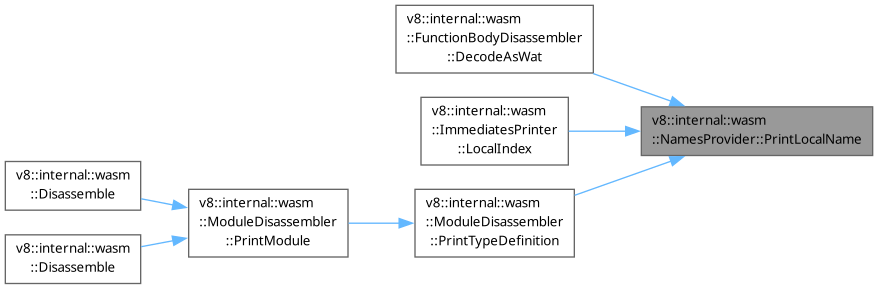 v8::internal::wasm
::FunctionBodyDisassembler
::DecodeAsWat
v8::internal::wasm
::ImmediatesPrinter
::LocalIndex
v8::internal::wasm
::NamesProvider::PrintLocalName
v8::internal::wasm
::Disassemble
v8::internal::wasm
::ModuleDisassembler
::PrintModule
v8::internal::wasm
::ModuleDisassembler
::PrintTypeDefinition
v8::internal::wasm
::Disassemble